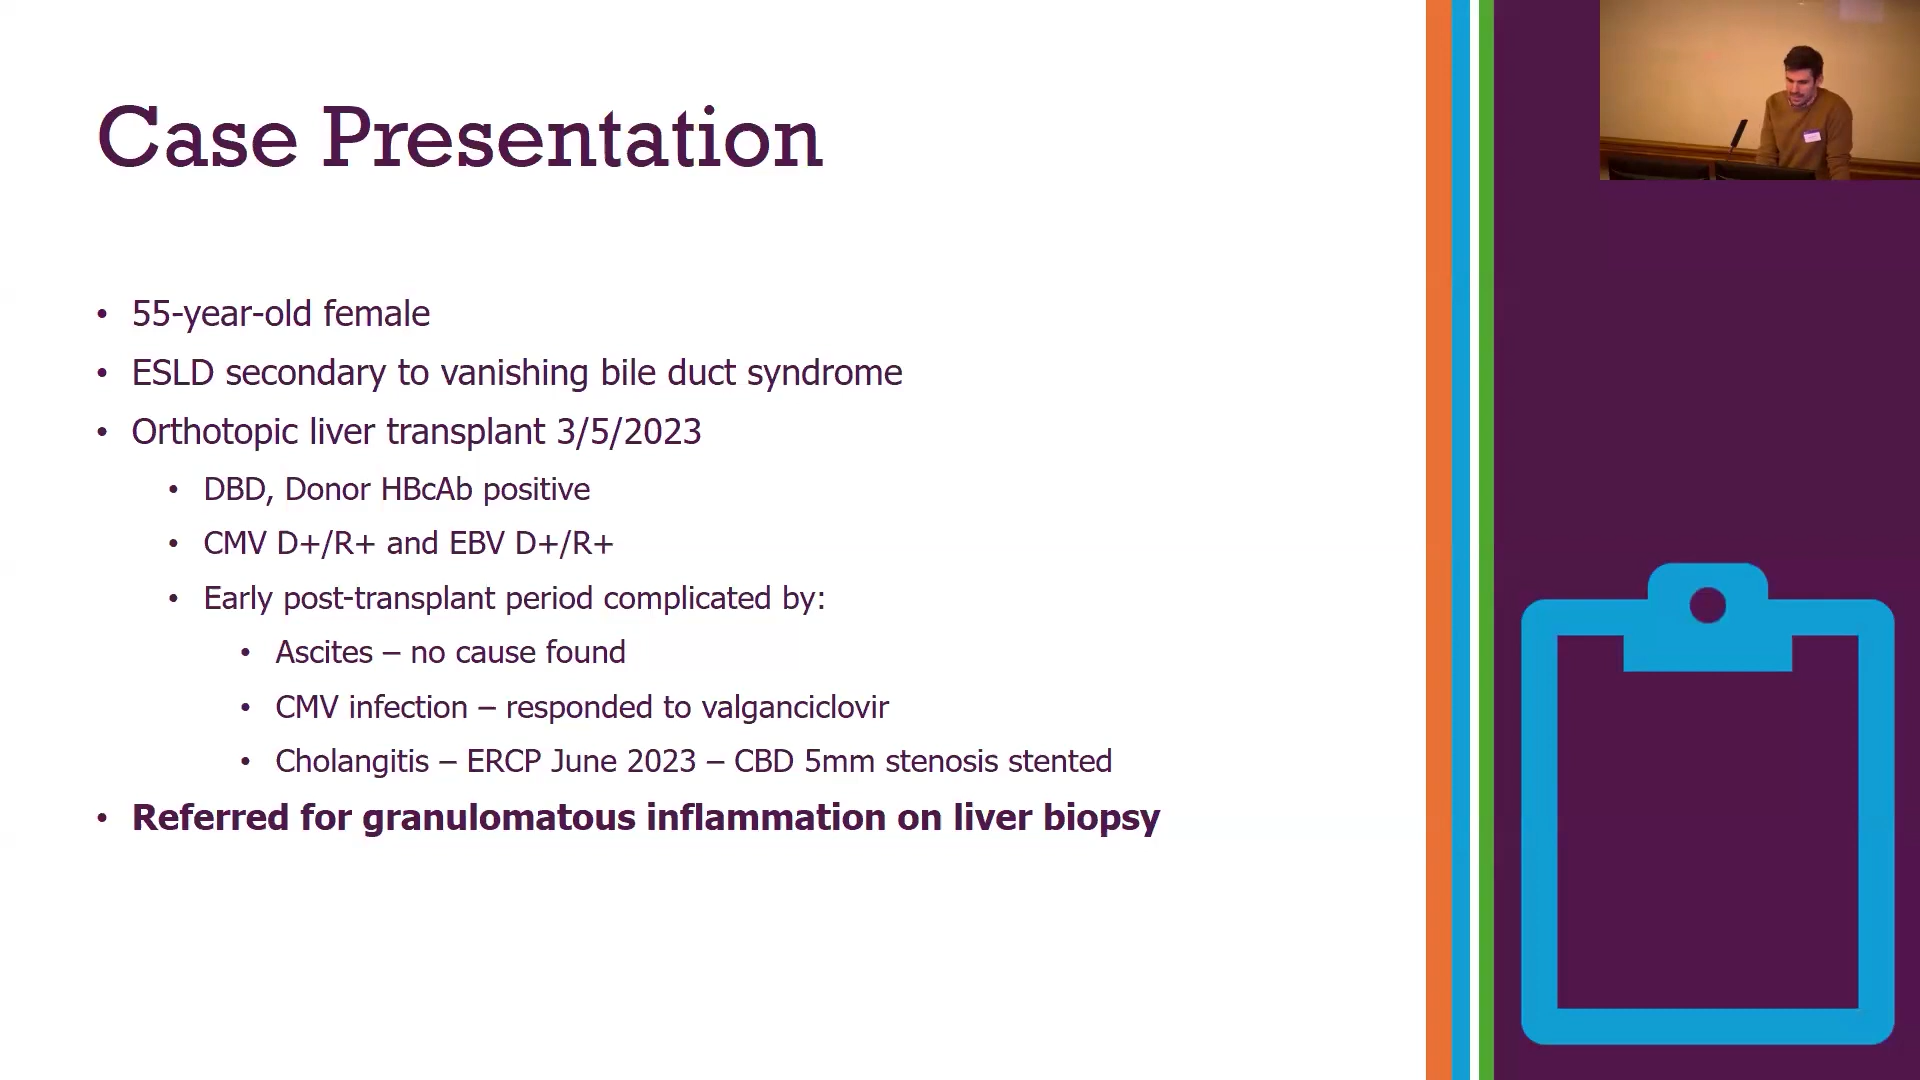 Case Presentation
• 55-year-old female
• ESLD secondary to vanishing bile duct syndrome
• Orthotopic liver transplant 3/5/2023
• DBD, Donor HBcAb positive
• CMV D+/R+ and EBV D+/R+
• Early post-transplant period complicated by:
• Ascites – no cause found
• CMV infection – responded to valganciclovir
• Cholangitis – ERCP June 2023 – CBD 5mm stenosis stented
• Referred for granulomatous inflammation on liver biopsy